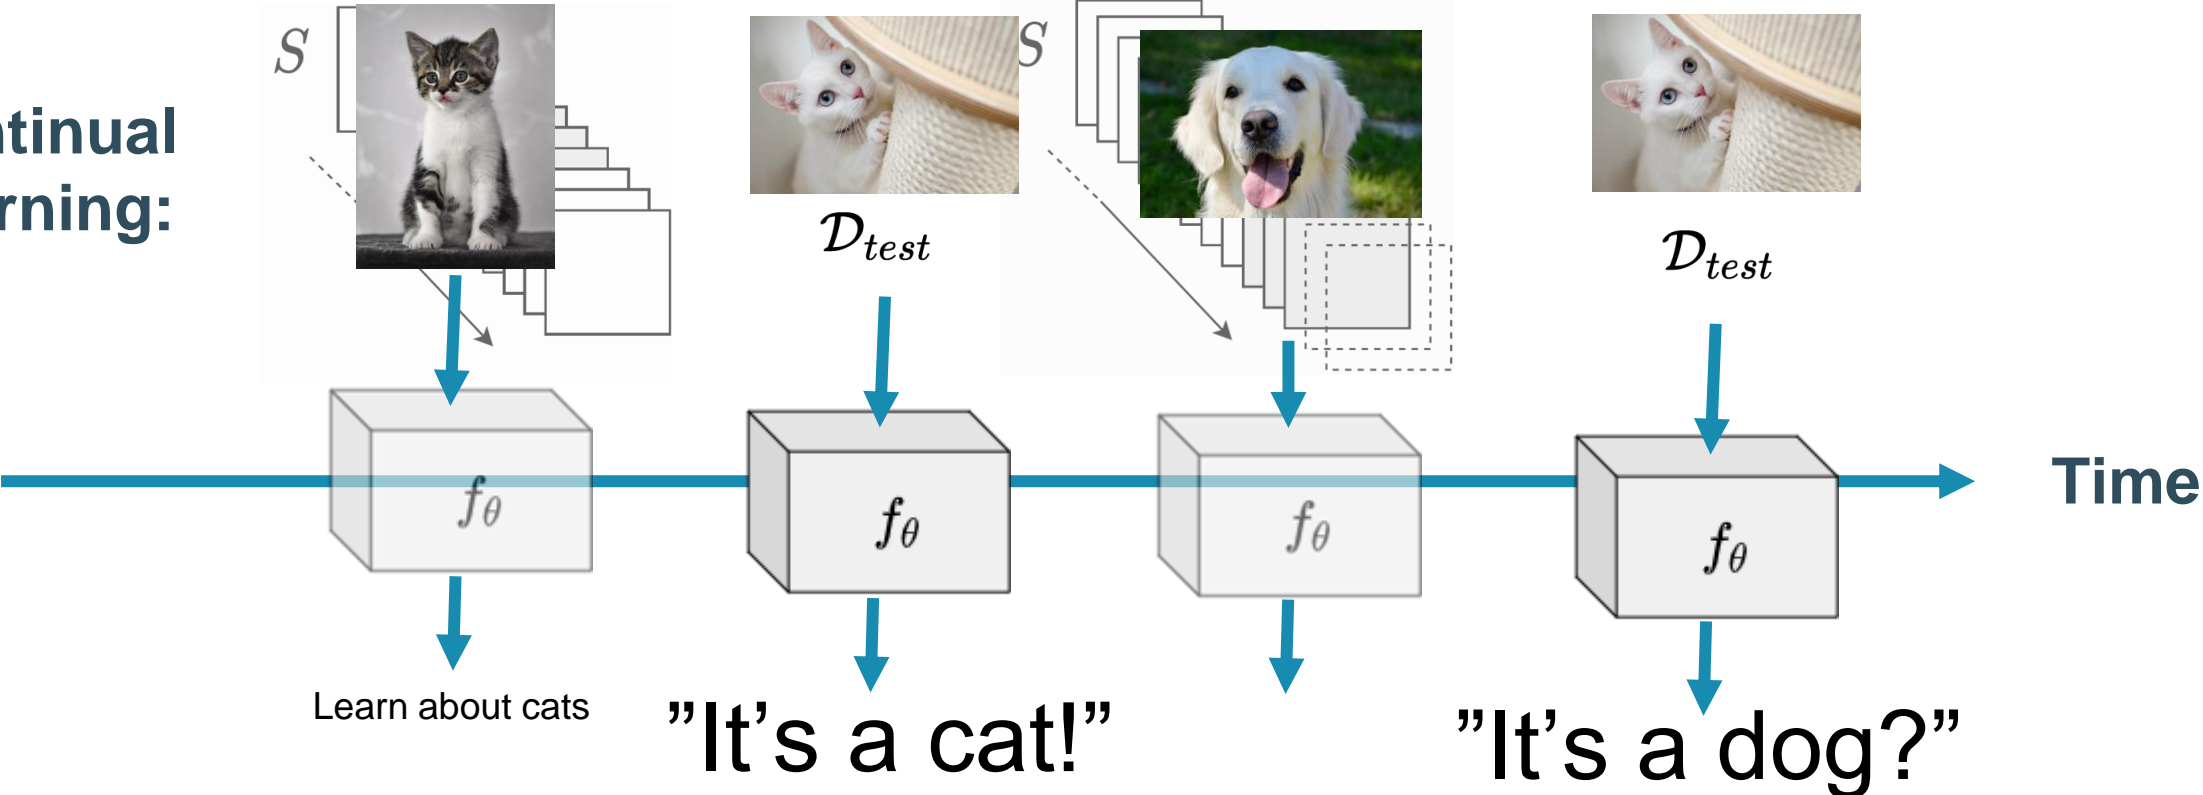 ntinual
rning:
S
S
𝒟test
𝒟test
fθ
fθ
fθ
fθ
Time
Learn about cats
”It’s a cat!”
”It’s a dog?”